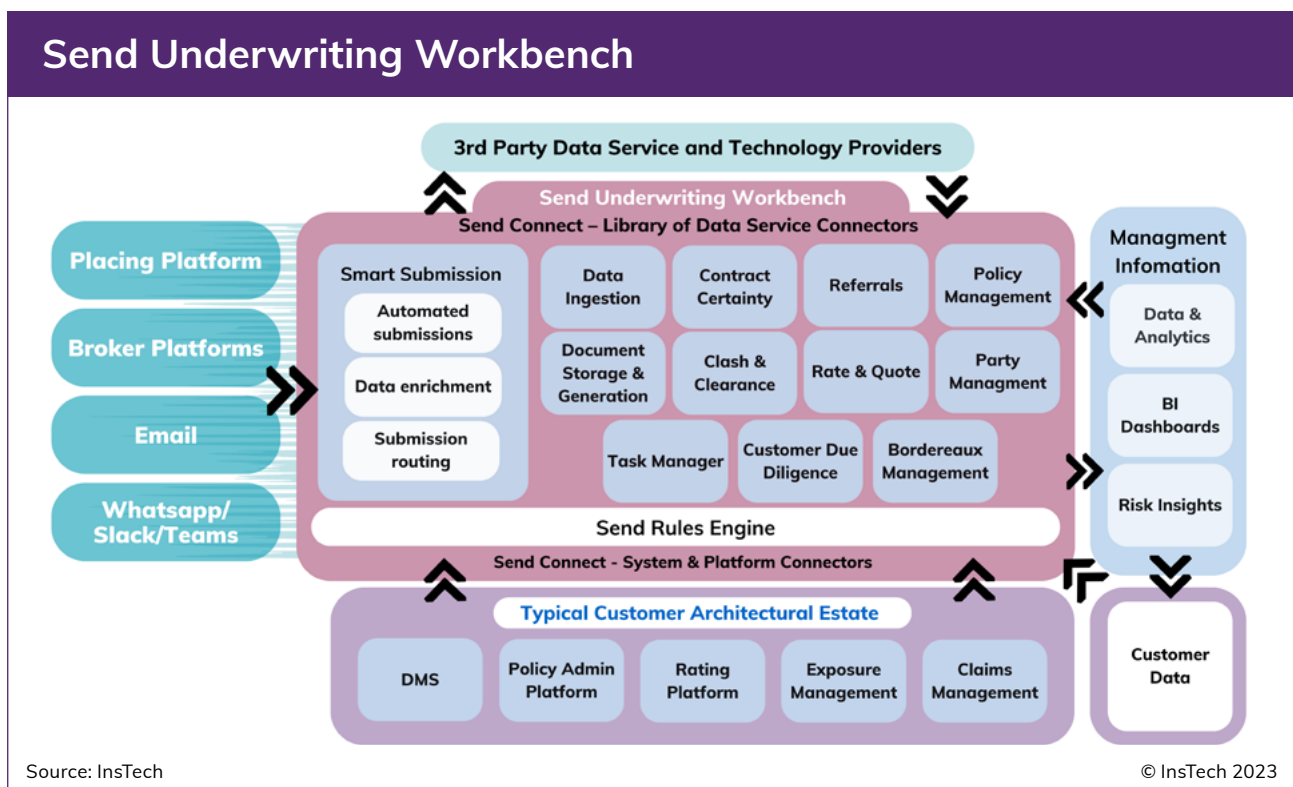 Send Underwriting Workbench
3rd Party Data Service and Technology Providers
Send Underwriting Workbench
Send Connect – Library of Data Service Connectors
Placing Platform
Broker Platforms
Email
Whatsapp/
Slack/Teams
Smart Submission
Automated
submissions
Data enrichment
Submission
routing
Data
Ingestion
Contract
Certainty
Referrals
Policy
Management
Document
Storage &
Generation
Clash &
Clearance
Rate & Quote
Party
Managment
Task Manager
Customer Due
Diligence
Bordereaux
Management
Send Rules Engine
Send Connect - System & Platform Connectors
Managment
Infomation
Data &
Analytics
BI
Dashboards
Risk Insights
Typical Customer Architectural Estate
DMS
Policy Admin
Platform
Rating
Platform
Exposure
Management
Claims
Management
Customer
Data
Source: InsTech
© InsTech 2023